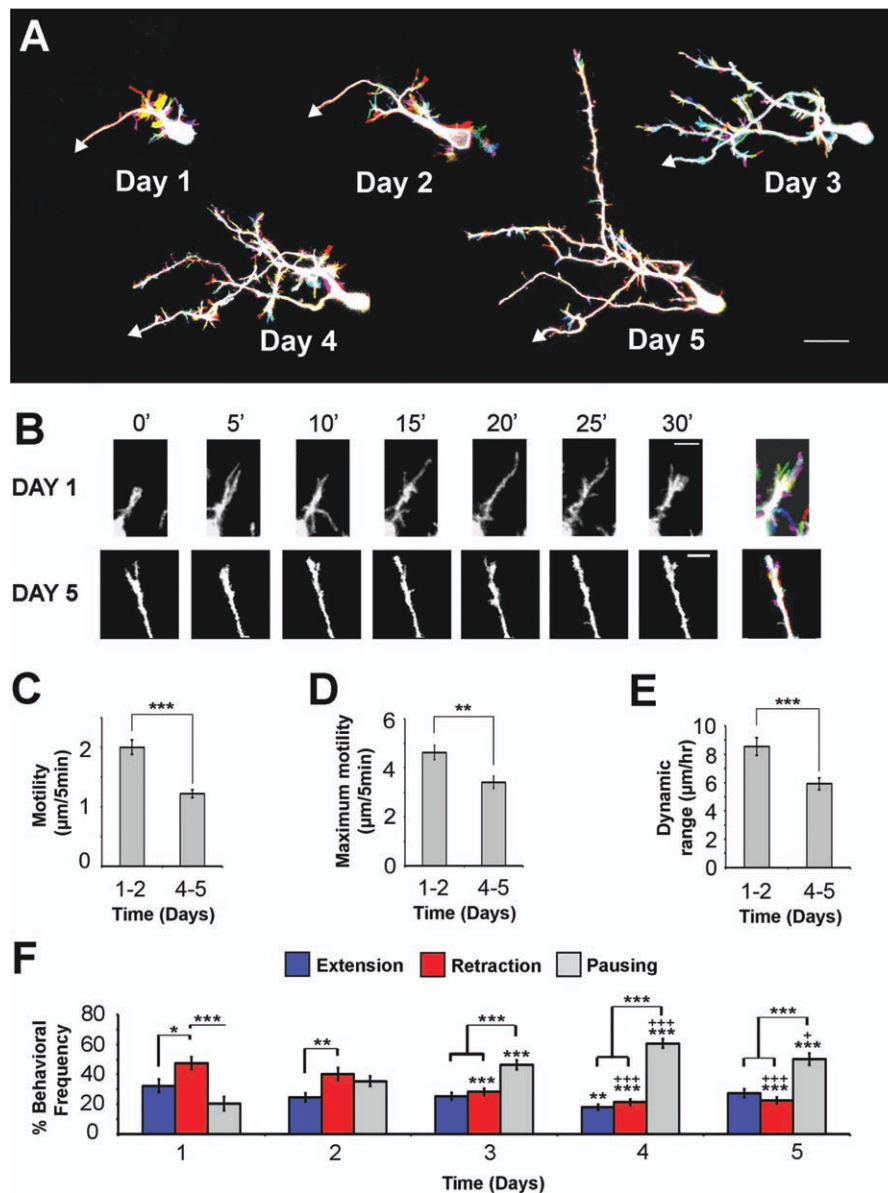 A
Day 1
Day 2
Day 3
Day 4
Day 5
B
0' 5' 10' 15' 20' 25' 30'
DAY 1
DAY 5
C
***
Motility
(µm/5min)
2
1
0
1-2 4-5
Time (Days)
D
**
Maximum motility
(µm/5min)
6
4
2
0
1-2 4-5
Time (Days)
E
***
Dynamic
range (µm/hr)
10
8
6
4
2
0
1-2 4-5
Time (Days)
F
Extension Retraction Pausing
% Behavioral
Frequency
80
60
40
20
0
* ***
**
*** *** ***
*** ** +++ *** +++ ***
*** +++ *** + ***
1 2 3 4 5
Time (Days)